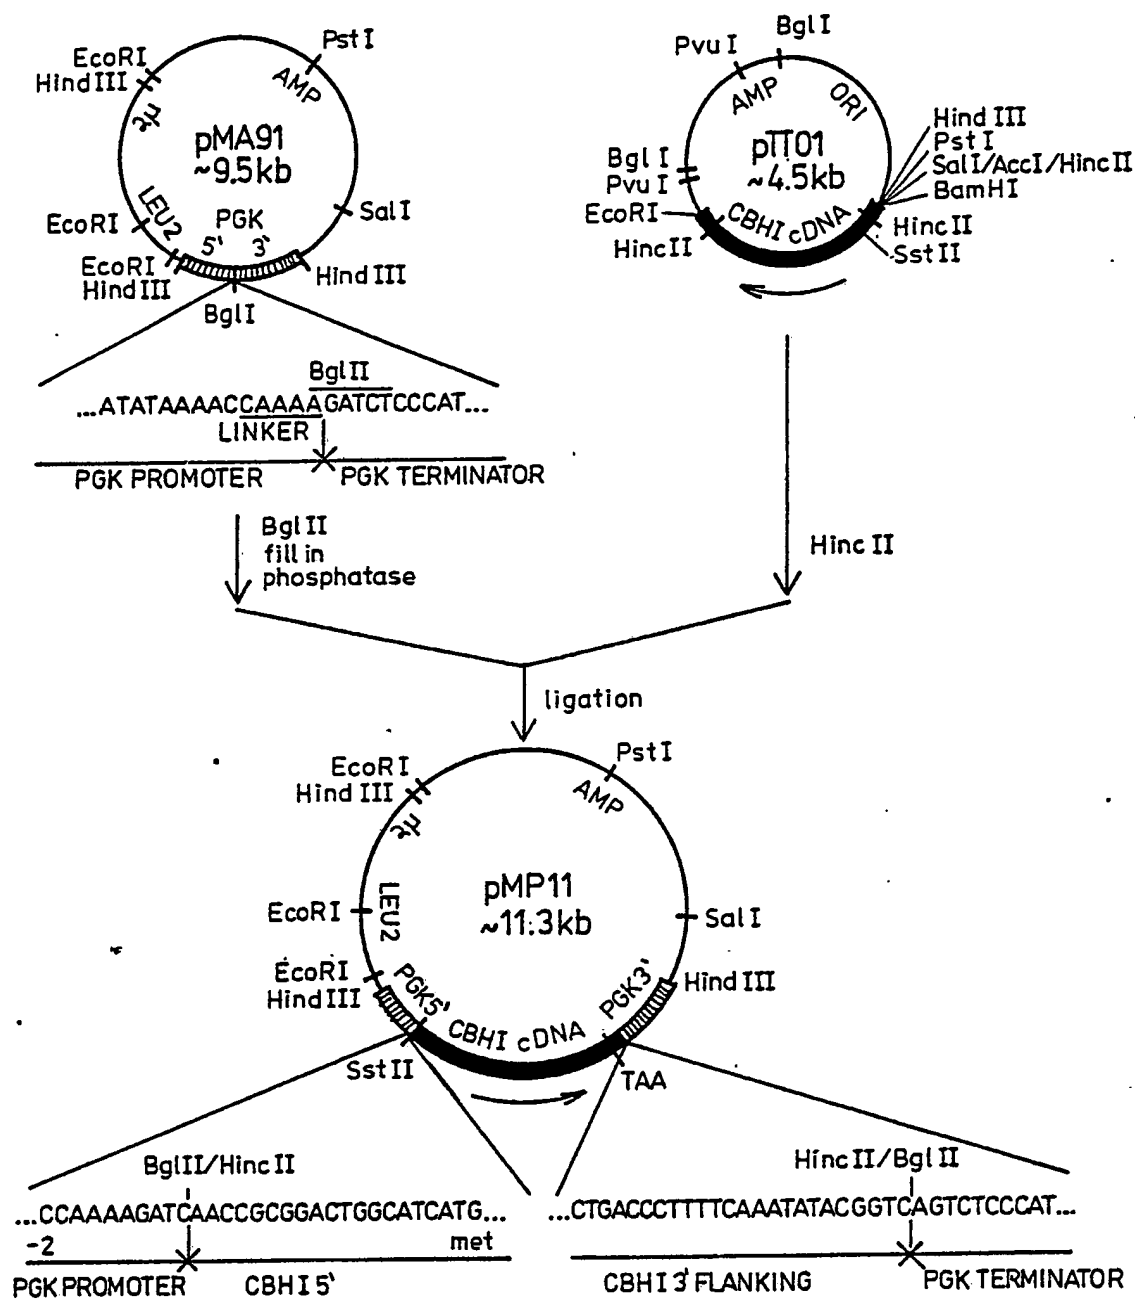 EcoRI
Hind III
Pst I
AMP
2μ
pMA91
~9.5kb
LEU2
PGK
5' 3'
Sal I
EcoRI
EcoRI
Hind III
Hind III
Bgl I
Pvu I
Bgl I
AMP
ORI
pTT01
~4.5kb
Hind III
Pst I
Sal I/Acc I/Hinc II
BamHI
Bgl I
Pvu I
EcoRI
Hinc II
CBHI cDNA
Hinc II
Sst II
Bgl II
...ATATAAAACCAAAAGATCTCCCAT...
LINKER
PGK PROMOTER
PGK TERMINATOR
Bgl II
fill in
phosphatase
Hinc II
ligation
EcoRI
Hind III
Pst I
AMP
2μ
pMP11
~11.3kb
LEU2
EcoRI
Sal I
EcoRI
Hind III
PGK5'
CBHI cDNA
PGK3'
Hind III
Sst II
TAA
BglII/Hinc II
...CCAAAAGATCAACCGCGGACTGGCATCATG...
-2
met
PGK PROMOTER
CBHI 5'
Hinc II/Bgl II
...CTGACCCTTTTCAAATATACGGTCAGTCTCCCAT...
CBHI 3' FLANKING
PGK TERMINATOR